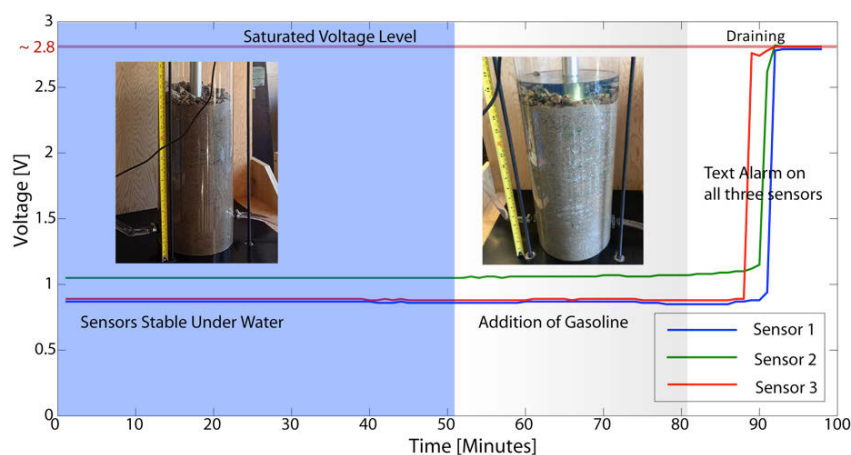 3
Saturated Voltage Level
Draining
~ 2.8
2.5
2
Text Alarm on
all three sensors
1.5
Voltage [V]
1
Sensors Stable Under Water
Addition of Gasoline
Sensor 1
Sensor 2
Sensor 3
0.5
0
0 10 20 30 40 50 60 70 80 90 100
Time [Minutes]